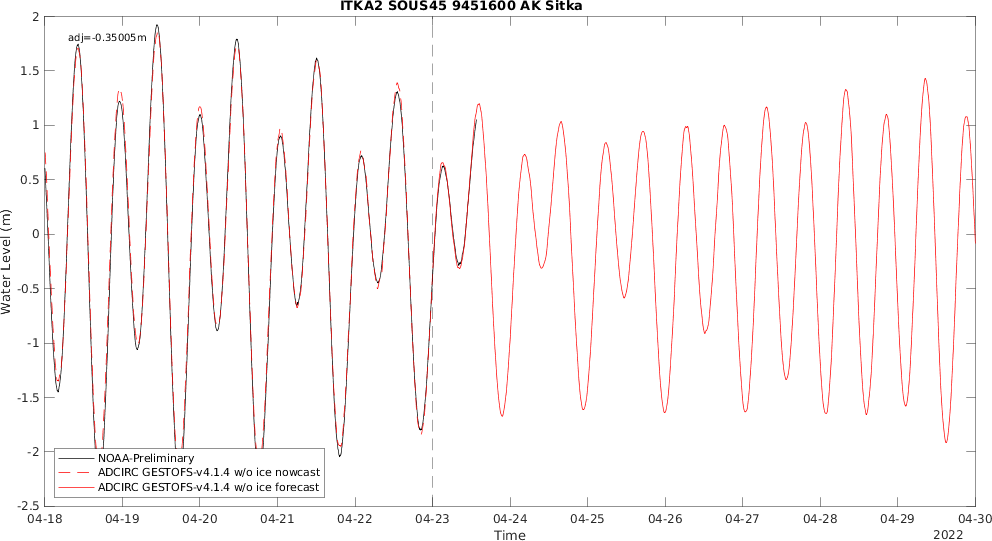 ITKA2 SOUS45 9451600 AK Sitka
adj=-0.35005m
2
1.5
1
0.5
0
-0.5
-1
-1.5
-2
-2.5
Water Level (m)
NOAA-Preliminary
ADCIRC GESTOFS-v4.1.4 w/o ice nowcast
ADCIRC GESTOFS-v4.1.4 w/o ice forecast
04-18 04-19 04-20 04-21 04-22 04-23 04-24 04-25 04-26 04-27 04-28 04-29 04-30
Time
2022